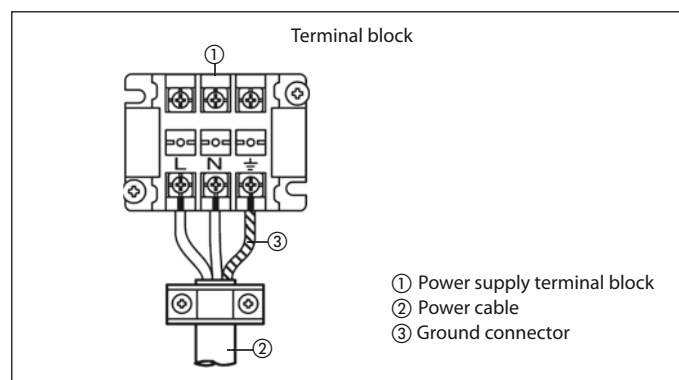 Terminal block
①
L N ⏚
③
① Power supply terminal block
② Power cable
③ Ground connector
②